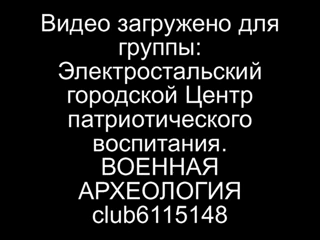 Видео загружено для
группы:
Электростальский
городской Центр
патриотического
воспитания.
ВОЕННАЯ
АРХЕОЛОГИЯ
club6115148